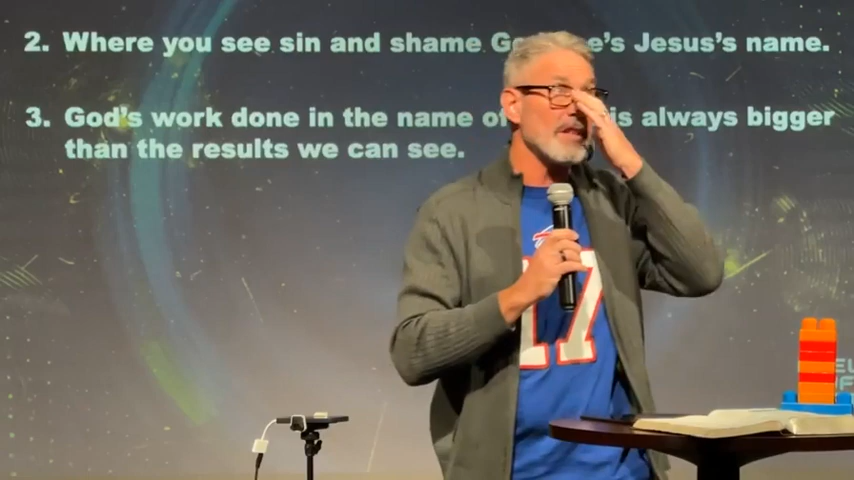 2. Where you see sin and shame G e's Jesus's name.
3. God's work done in the name of is always bigger
than the results we can see.
17